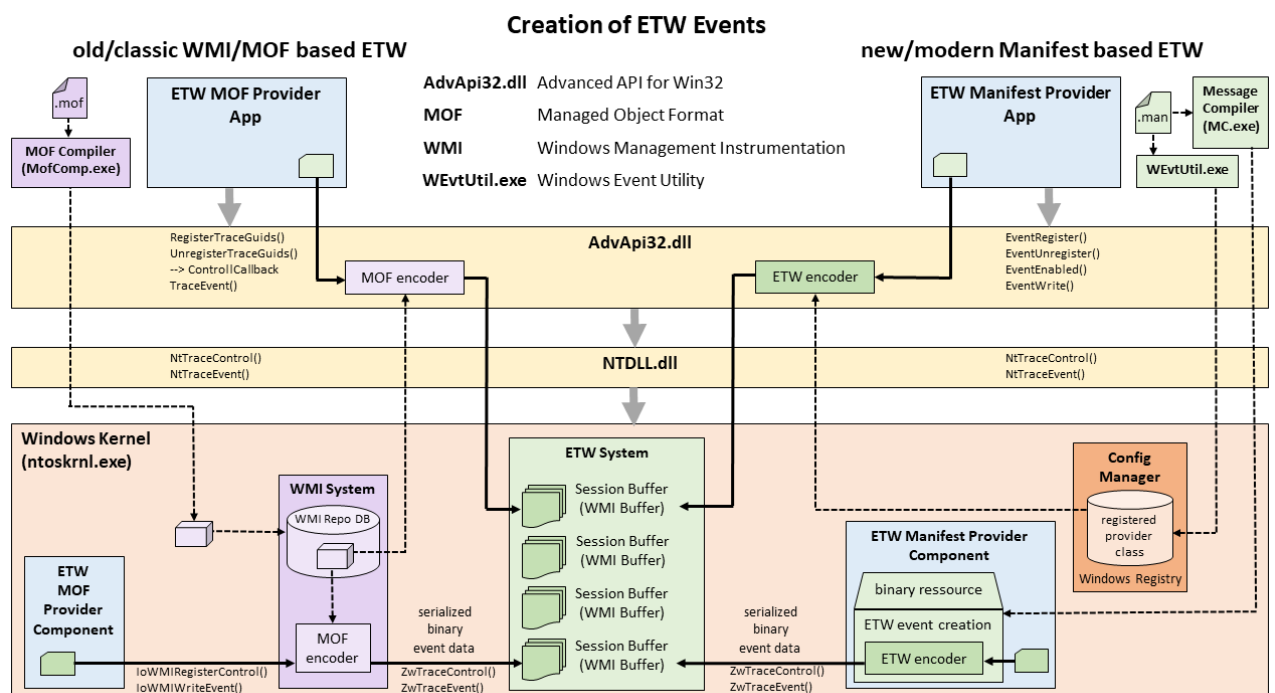 Creation of ETW Events
old/classic WMI/MOF based ETW
new/modern Manifest based ETW
AdvApi32.dll Advanced API for Win32
MOF Managed Object Format
WMI Windows Management Instrumentation
WEvtUtil.exe Windows Event Utility
.mof
MOF Compiler
(MofComp.exe)
ETW MOF Provider
App
ETW Manifest Provider
App
.man
Message
Compiler
(MC.exe)
WEvtUtil.exe
AdvApi32.dll
RegisterTraceGuids()
UnregisterTraceGuids()
--> ControllCallback
TraceEvent()
MOF encoder
ETW encoder
EventRegister()
EventUnregister()
EventEnabled()
EventWrite()
NTDLL.dll
NtTraceControl()
NtTraceEvent()
NtTraceControl()
NtTraceEvent()
Windows Kernel
(ntoskrnl.exe)
WMI System
WMI Repo DB
MOF
encoder
ETW
MOF
Provider
Component
IoWMIRegisterControl()
IoWMIWriteEvent()
serialized
binary
event data
ZwTraceControl()
ZwTraceEvent()
ETW System
Session Buffer
(WMI Buffer)
Session Buffer
(WMI Buffer)
Session Buffer
(WMI Buffer)
Session Buffer
(WMI Buffer)
serialized
binary
event data
ZwTraceControl()
ZwTraceEvent()
ETW Manifest Provider
Component
binary ressource
ETW event creation
ETW encoder
Config
Manager
registered
provider
class
Windows Registry